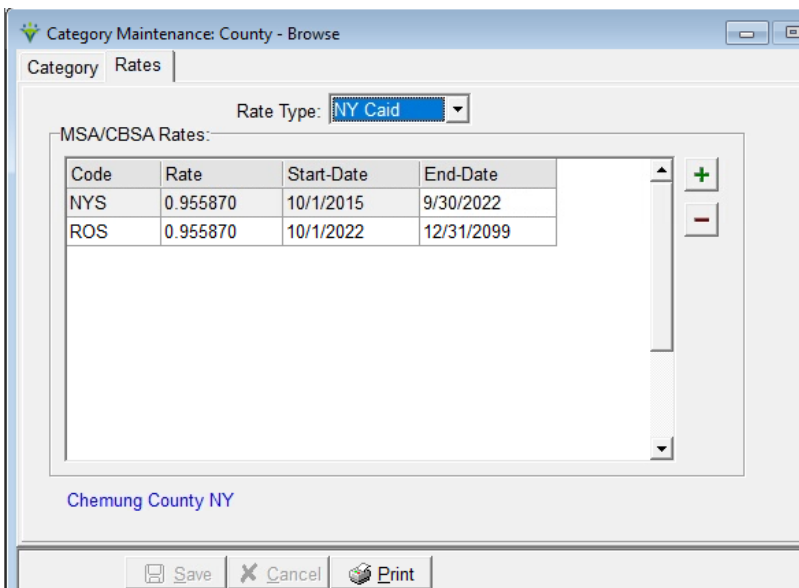 Category Maintenance: County - Browse
Category Rates
Rate Type: NY Caid
MSA/CBSA Rates:
Code Rate Start-Date End-Date
NYS 0.955870 10/1/2015 9/30/2022
ROS 0.955870 10/1/2022 12/31/2099
Chemung County NY
Save Cancel Print